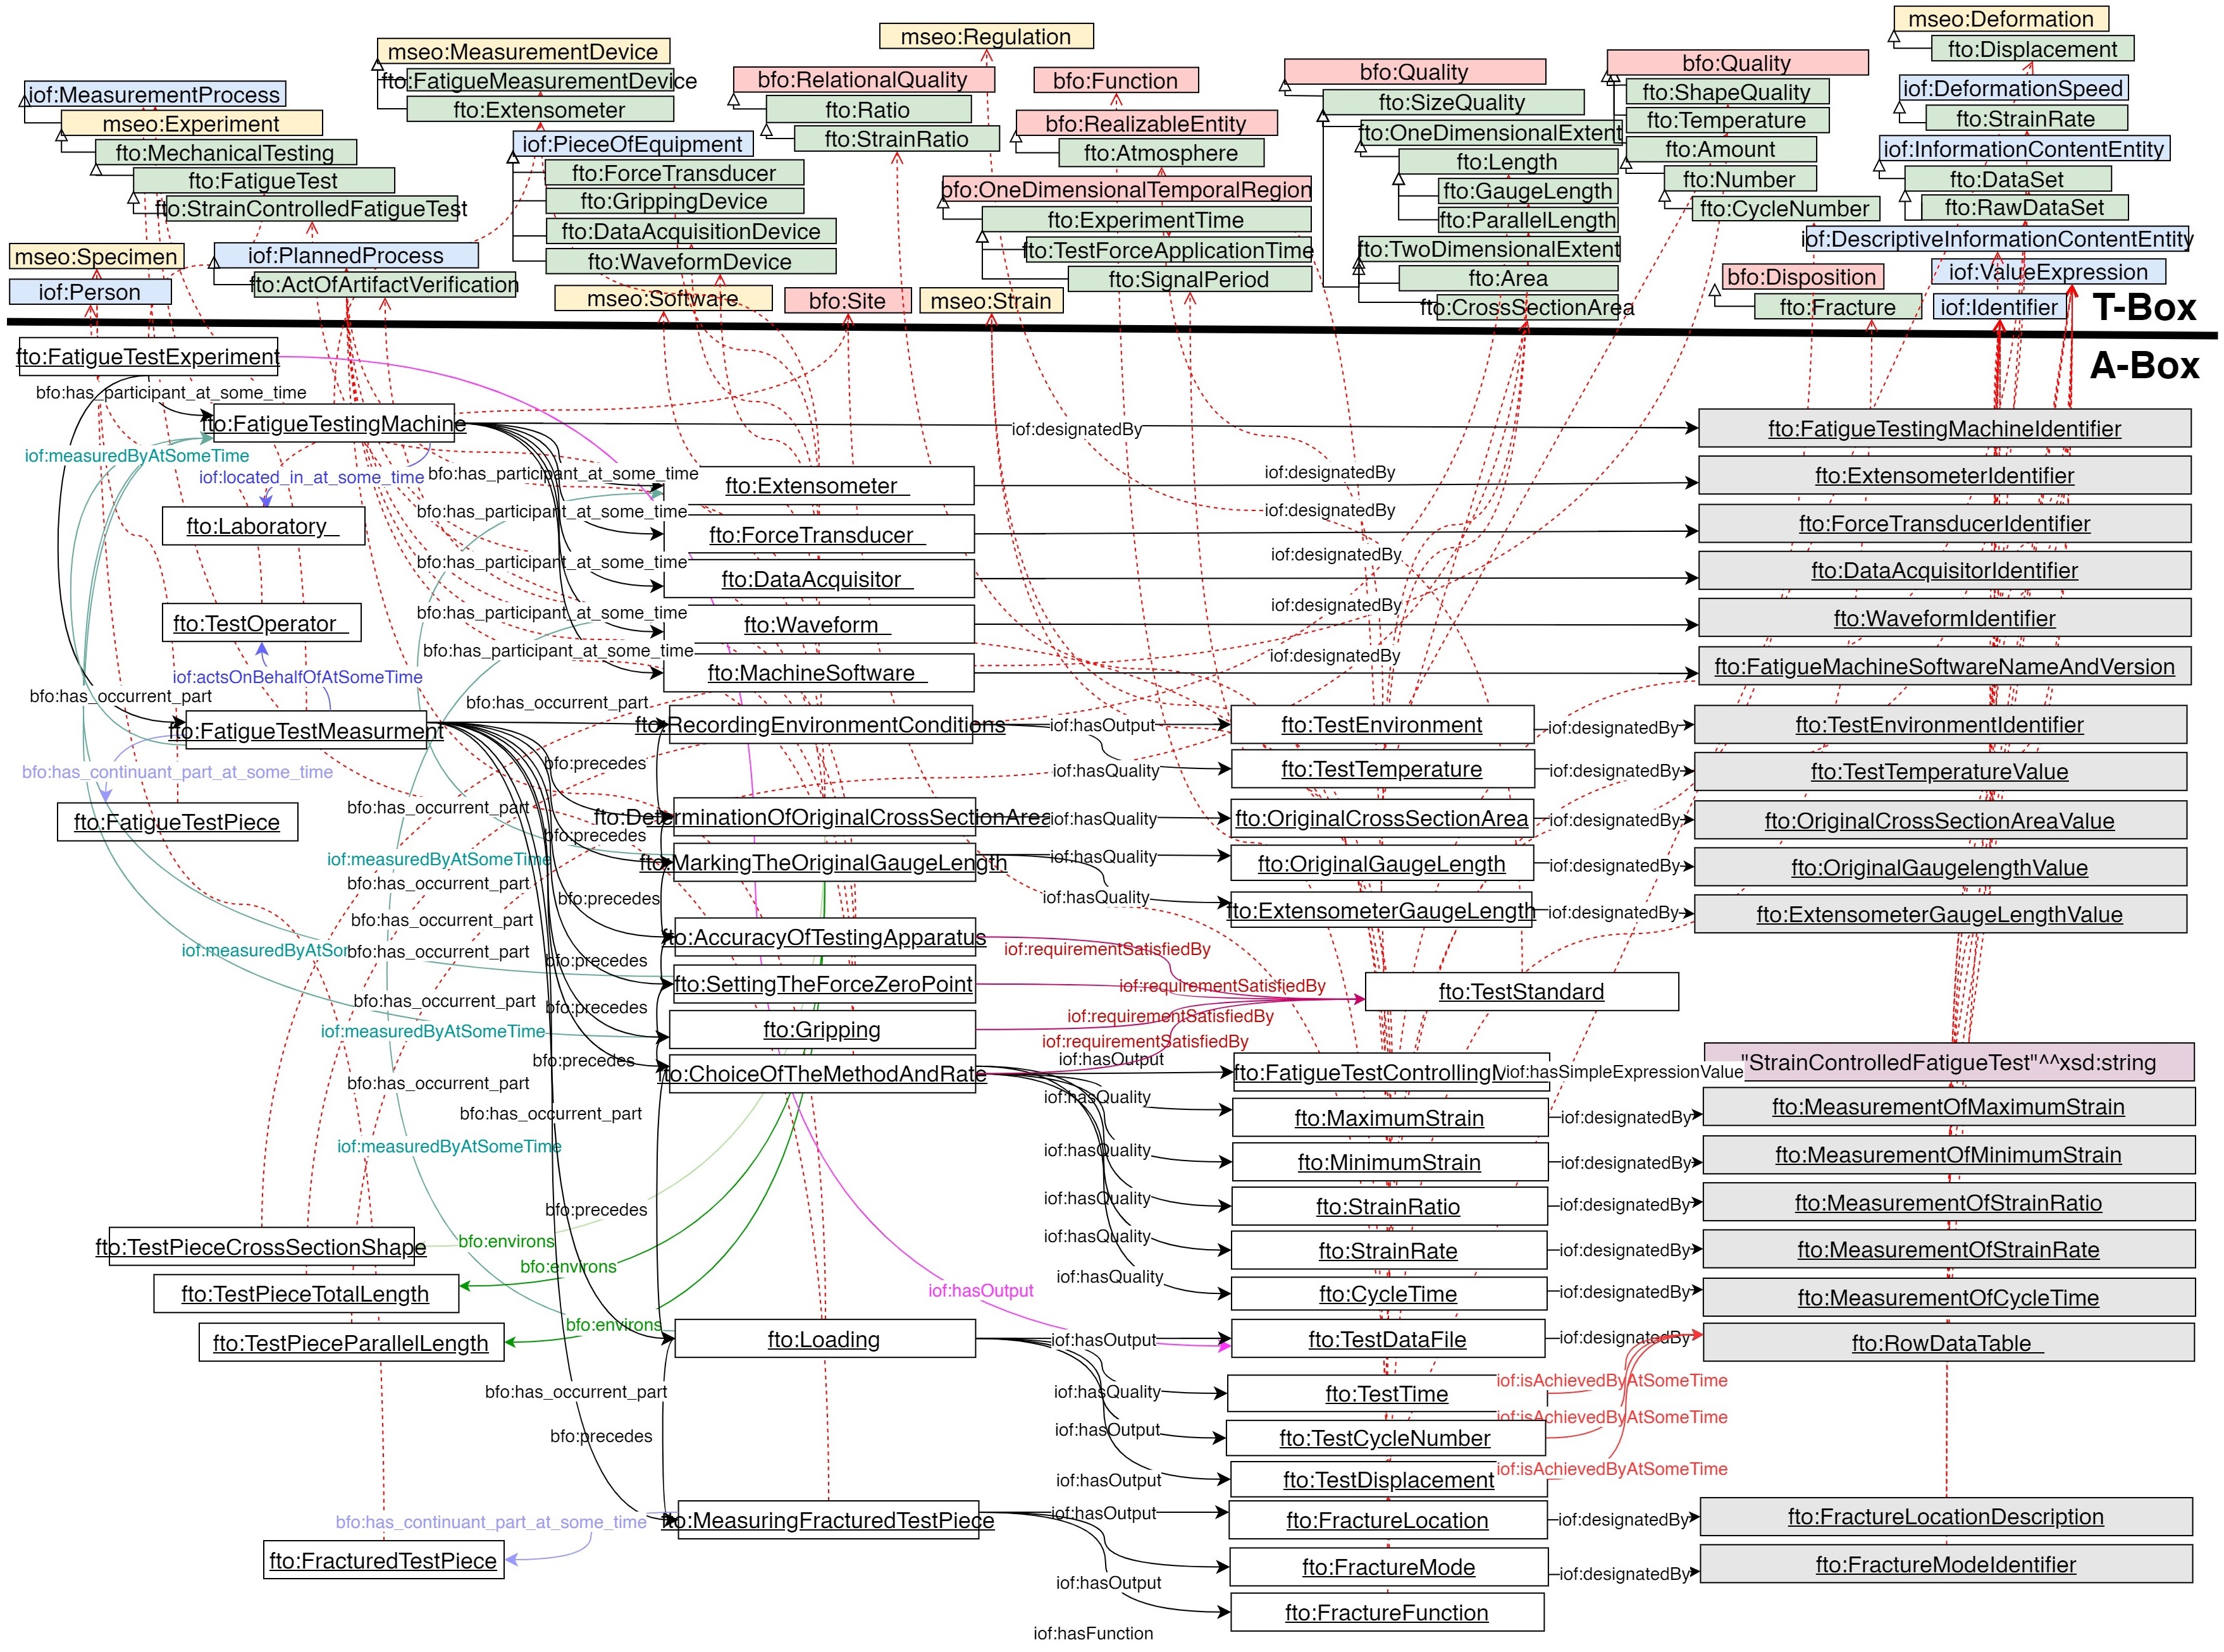 mseo:Deformation
fto:Displacement
mseo:Regulation
mseo:MeasurementDevice
fto:FatigueMeasurementDevice
fto:Extensometer
bfo:RelationalQuality
fto:Ratio
fto:StrainRatio
bfo:Function
bfo:RealizableEntity
fto:Atmosphere
bfo:Quality
fto:SizeQuality
fto:OneDimensionalExtent
fto:Length
fto:GaugeLength
fto:ParallelLength
fto:TwoDimensionalExtent
fto:Area
fto:CrossSectionArea
bfo:Quality
fto:ShapeQuality
fto:Temperature
fto:Amount
fto:Number
fto:CycleNumber
iof:DeformationSpeed
fto:StrainRate
iof:InformationContentEntity
fto:DataSet
fto:RawDataSet
iof:DescriptiveInformationContentEntity
iof:ValueExpression
iof:Identifier
bfo:Disposition
fto:Fracture
iof:MeasurementProcess
mseo:Experiment
fto:MechanicalTesting
fto:FatigueTest
fto:StrainControlledFatigueTest
iof:PieceOfEquipment
fto:ForceTransducer
fto:GrippingDevice
fto:DataAcquisitionDevice
fto:WaveformDevice
bfo:OneDimensionalTemporalRegion
fto:ExperimentTime
fto:TestForceApplicationTime
fto:SignalPeriod
mseo:Specimen
iof:Person
iof:PlannedProcess
fto:ActOfArtifactVerification
mseo:Software
bfo:Site
mseo:Strain
T-Box
A-Box
fto:FatigueTestExperiment
bfo:has_participant_at_some_time
fto:FatigueTestingMachine
iof:designatedBy
fto:FatigueTestingMachineIdentifier
iof:measuredByAtSomeTime
iof:located_in_at_some_time
bfo:has_participant_at_some_time
fto:Extensometer
iof:designatedBy
fto:ExtensometerIdentifier
fto:Laboratory
bfo:has_participant_at_some_time
fto:ForceTransducer
iof:designatedBy
fto:ForceTransducerIdentifier
bfo:has_participant_at_some_time
fto:DataAcquisitor
iof:designatedBy
fto:DataAcquisitorIdentifier
fto:TestOperator
bfo:has_participant_at_some_time
fto:Waveform
iof:designatedBy
fto:WaveformIdentifier
bfo:has_participant_at_some_time
fto:MachineSoftware
iof:designatedBy
fto:FatigueMachineSoftwareNameAndVersion
iof:actsOnBehalfOfAtSomeTime
bfo:has_occurrent_part
fto:FatigueTestMeasurment
bfo:has_occurrent_part
fto:RecordingEnvironmentConditions
iof:hasOutput
fto:TestEnvironment
iof:designatedBy
fto:TestEnvironmentIdentifier
bfo:has_continuant_part_at_some_time
bfo:precedes
iof:hasQuality
fto:TestTemperature
iof:designatedBy
fto:TestTemperatureValue
fto:FatigueTestPiece
bfo:has_occurrent_part
fto:DeterminationOfOriginalCrossSectionArea
iof:hasQuality
fto:OriginalCrossSectionArea
iof:designatedBy
fto:OriginalCrossSectionAreaValue
bfo:precedes
iof:measuredByAtSomeTime
fto:MarkingTheOriginalGaugeLength
iof:hasQuality
fto:OriginalGaugeLength
iof:designatedBy
fto:OriginalGaugelengthValue
bfo:has_occurrent_part
bfo:precedes
iof:hasQuality
fto:ExtensometerGaugeLength
iof:designatedBy
fto:ExtensometerGaugeLengthValue
bfo:has_occurrent_part
fto:AccuracyOfTestingApparatus
iof:requirementSatisfiedBy
iof:measuredByAtSom
bfo:has_occurrent_part
bfo:precedes
fto:SettingTheForceZeroPoint
iof:requirementSatisfiedBy
fto:TestStandard
bfo:has_occurrent_part
bfo:precedes
iof:requirementSatisfiedBy
iof:measuredByAtSomeTime
fto:Gripping
iof:requirementSatisfiedBy
bfo:precedes
iof:hasOutput
fto:ChoiceOfTheMethodAndRate
fto:FatigueTestControllingM
iof:hasSimpleExpressionValue
"StrainControlledFatigueTest"^^xsd:string
bfo:has_occurrent_part
iof:hasQuality
fto:MaximumStrain
iof:designatedBy
fto:MeasurementOfMaximumStrain
bfo:has_occurrent_part
iof:measuredByAtSomeTime
iof:hasQuality
fto:MinimumStrain
iof:designatedBy
fto:MeasurementOfMinimumStrain
bfo:precedes
iof:hasQuality
fto:StrainRatio
iof:designatedBy
fto:MeasurementOfStrainRatio
fto:TestPieceCrossSectionShape
bfo:environs
iof:hasQuality
fto:StrainRate
iof:designatedBy
fto:MeasurementOfStrainRate
bfo:environs
fto:TestPieceTotalLength
iof:hasOutput
iof:hasQuality
fto:CycleTime
iof:designatedBy
fto:MeasurementOfCycleTime
bfo:environs
fto:TestPieceParallelLength
fto:Loading
iof:hasOutput
fto:TestDataFile
iof:designatedBy
fto:RowDataTable
bfo:has_occurrent_part
iof:hasQuality
fto:TestTime
iof:isAchievedByAtSomeTime
bfo:precedes
iof:hasOutput
fto:TestCycleNumber
iof:isAchievedByAtSomeTime
iof:hasOutput
fto:TestDisplacement
iof:isAchievedByAtSomeTime
bfo:has_continuant_part_at_some_time
fto:MeasuringFracturedTestPiece
iof:hasOutput
fto:FractureLocation
iof:designatedBy
fto:FractureLocationDescription
fto:FracturedTestPiece
iof:hasOutput
fto:FractureMode
iof:designatedBy
fto:FractureModeIdentifier
fto:FractureFunction
iof:hasFunction